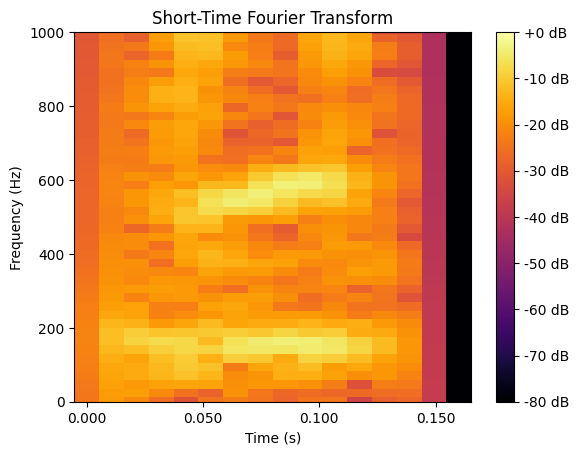 Short-Time Fourier Transform
1000
800
600
400
200
0
Frequency (Hz)
0.000
0.050
0.100
0.150
Time (s)
+0 dB
-10 dB
-20 dB
-30 dB
-40 dB
-50 dB
-60 dB
-70 dB
-80 dB